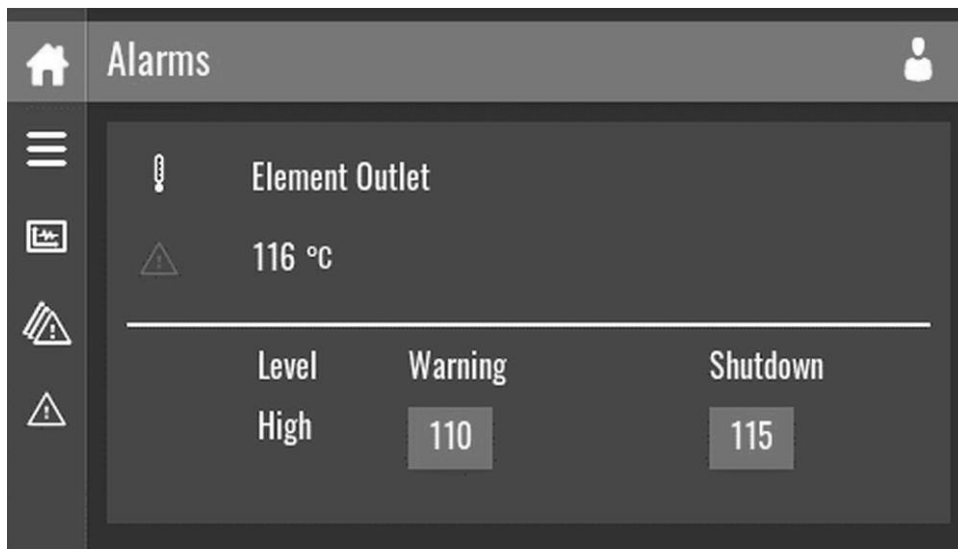 Alarms
Element Outlet
116 °C
Level Warning Shutdown
High 110 115